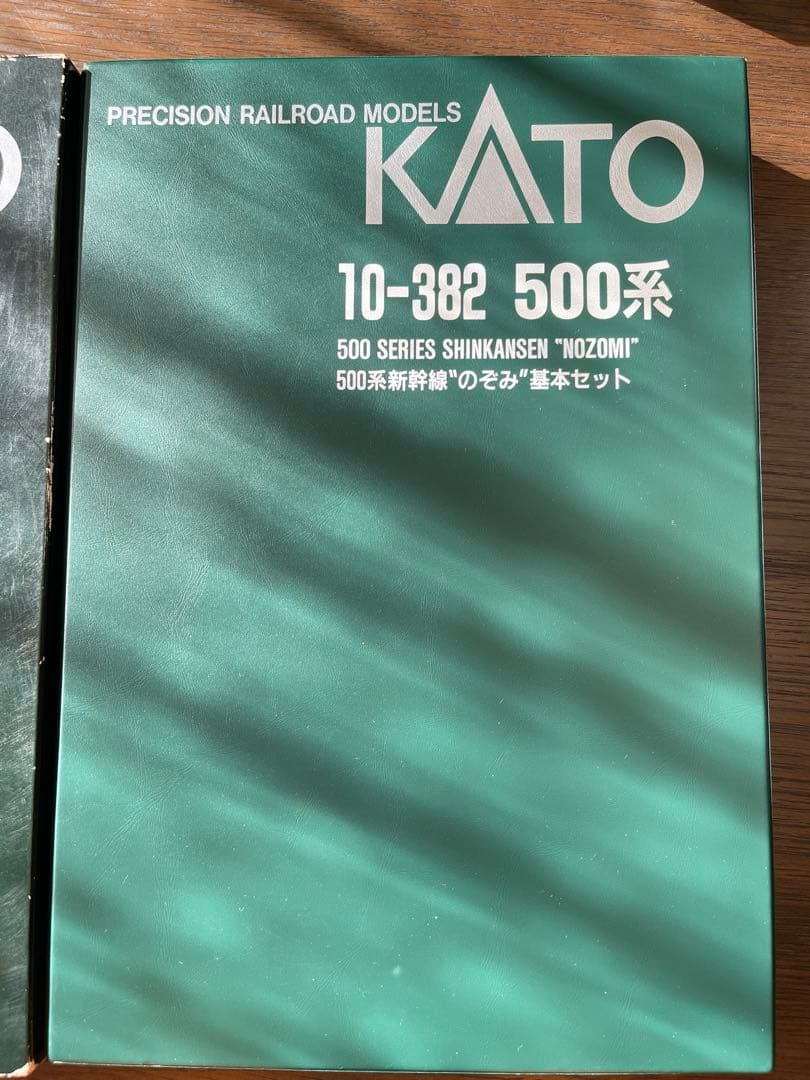 PRECISION RAILROAD MODELS
KATO
10-382 500系
500 SERIES SHINKANSEN "NOZOMI"
500系新幹線"のぞみ"基本セット
O